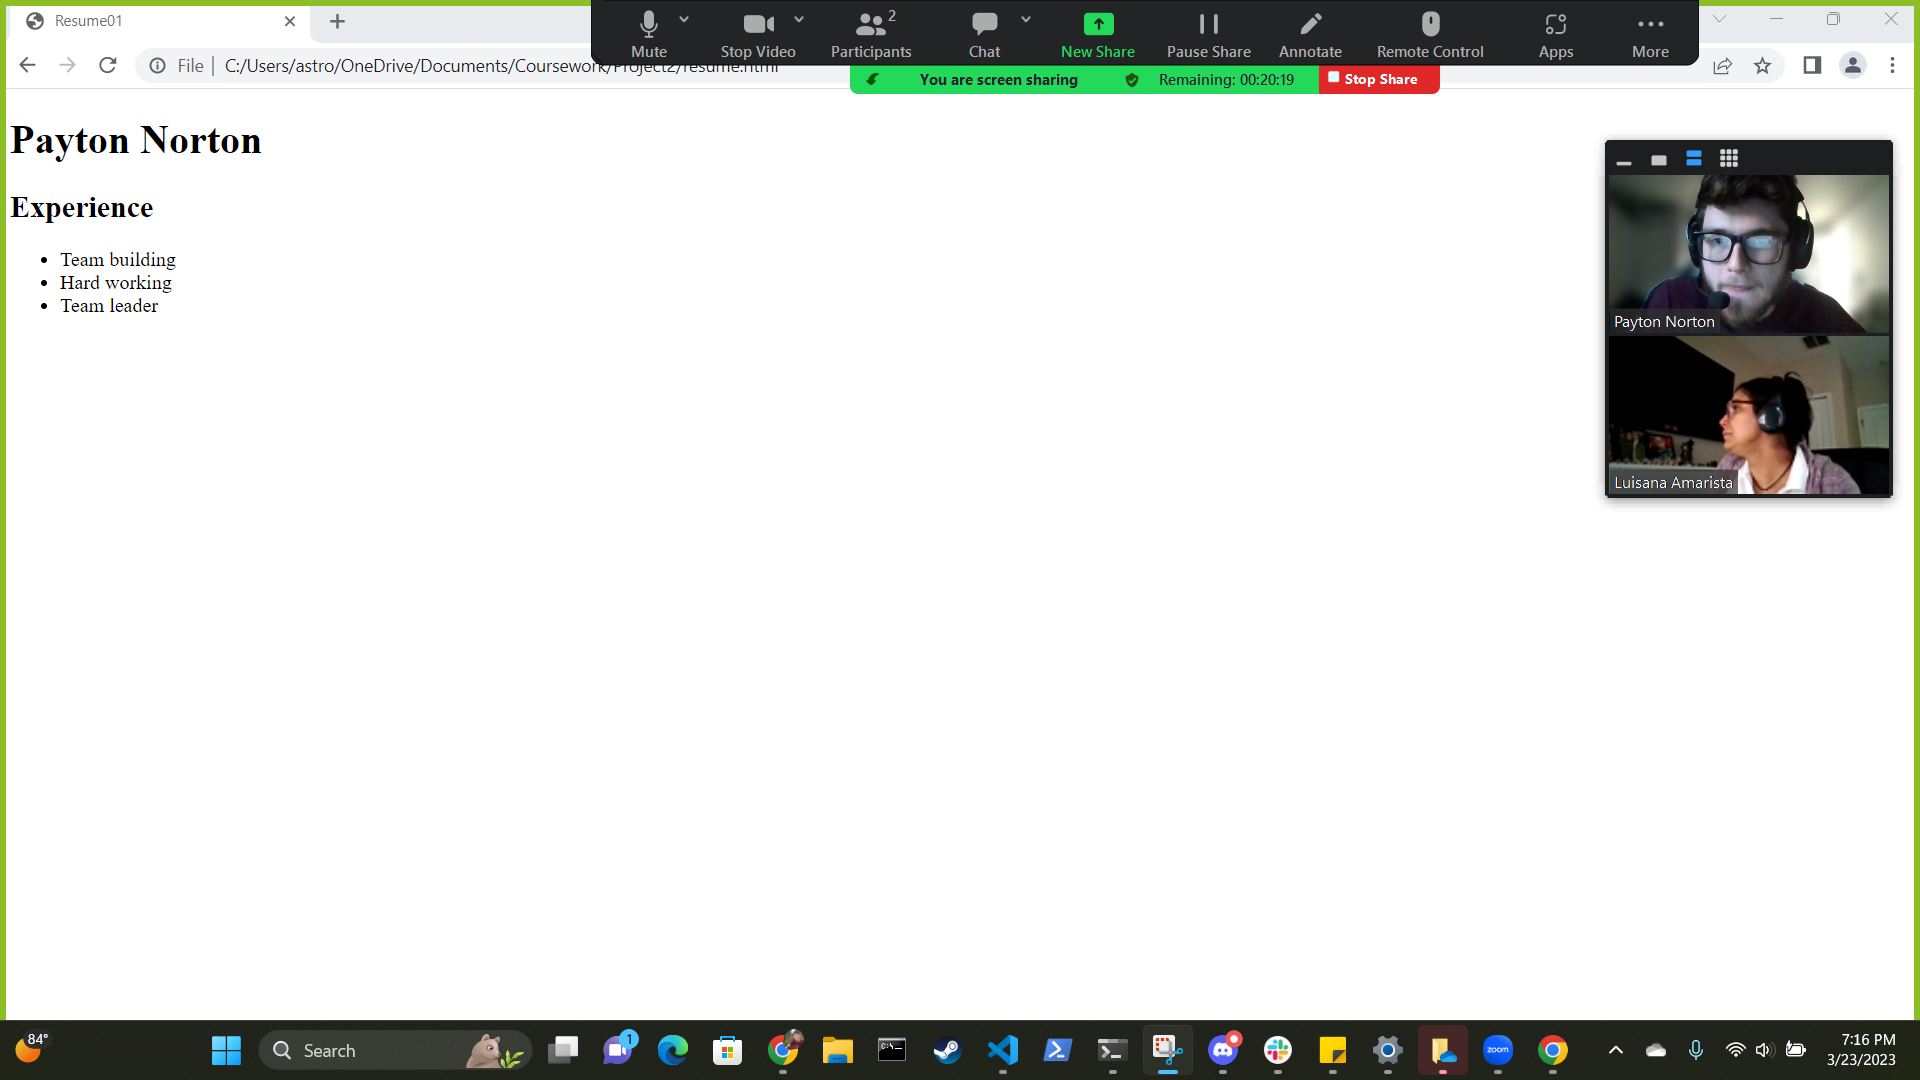 Resume01
Mute
Stop Video
Participants
2
Chat
New Share
Pause Share
Annotate
Remote Control
Apps
More
File
C:/Users/astro/OneDrive/Documents/Coursework/Project2/resume.html
You are screen sharing
Remaining: 00:20:19
Stop Share
Payton Norton
Experience
Team building
Hard working
Team leader
Payton Norton
Luisana Amarista
84°
Search
1
zoom
7:16 PM
3/23/2023